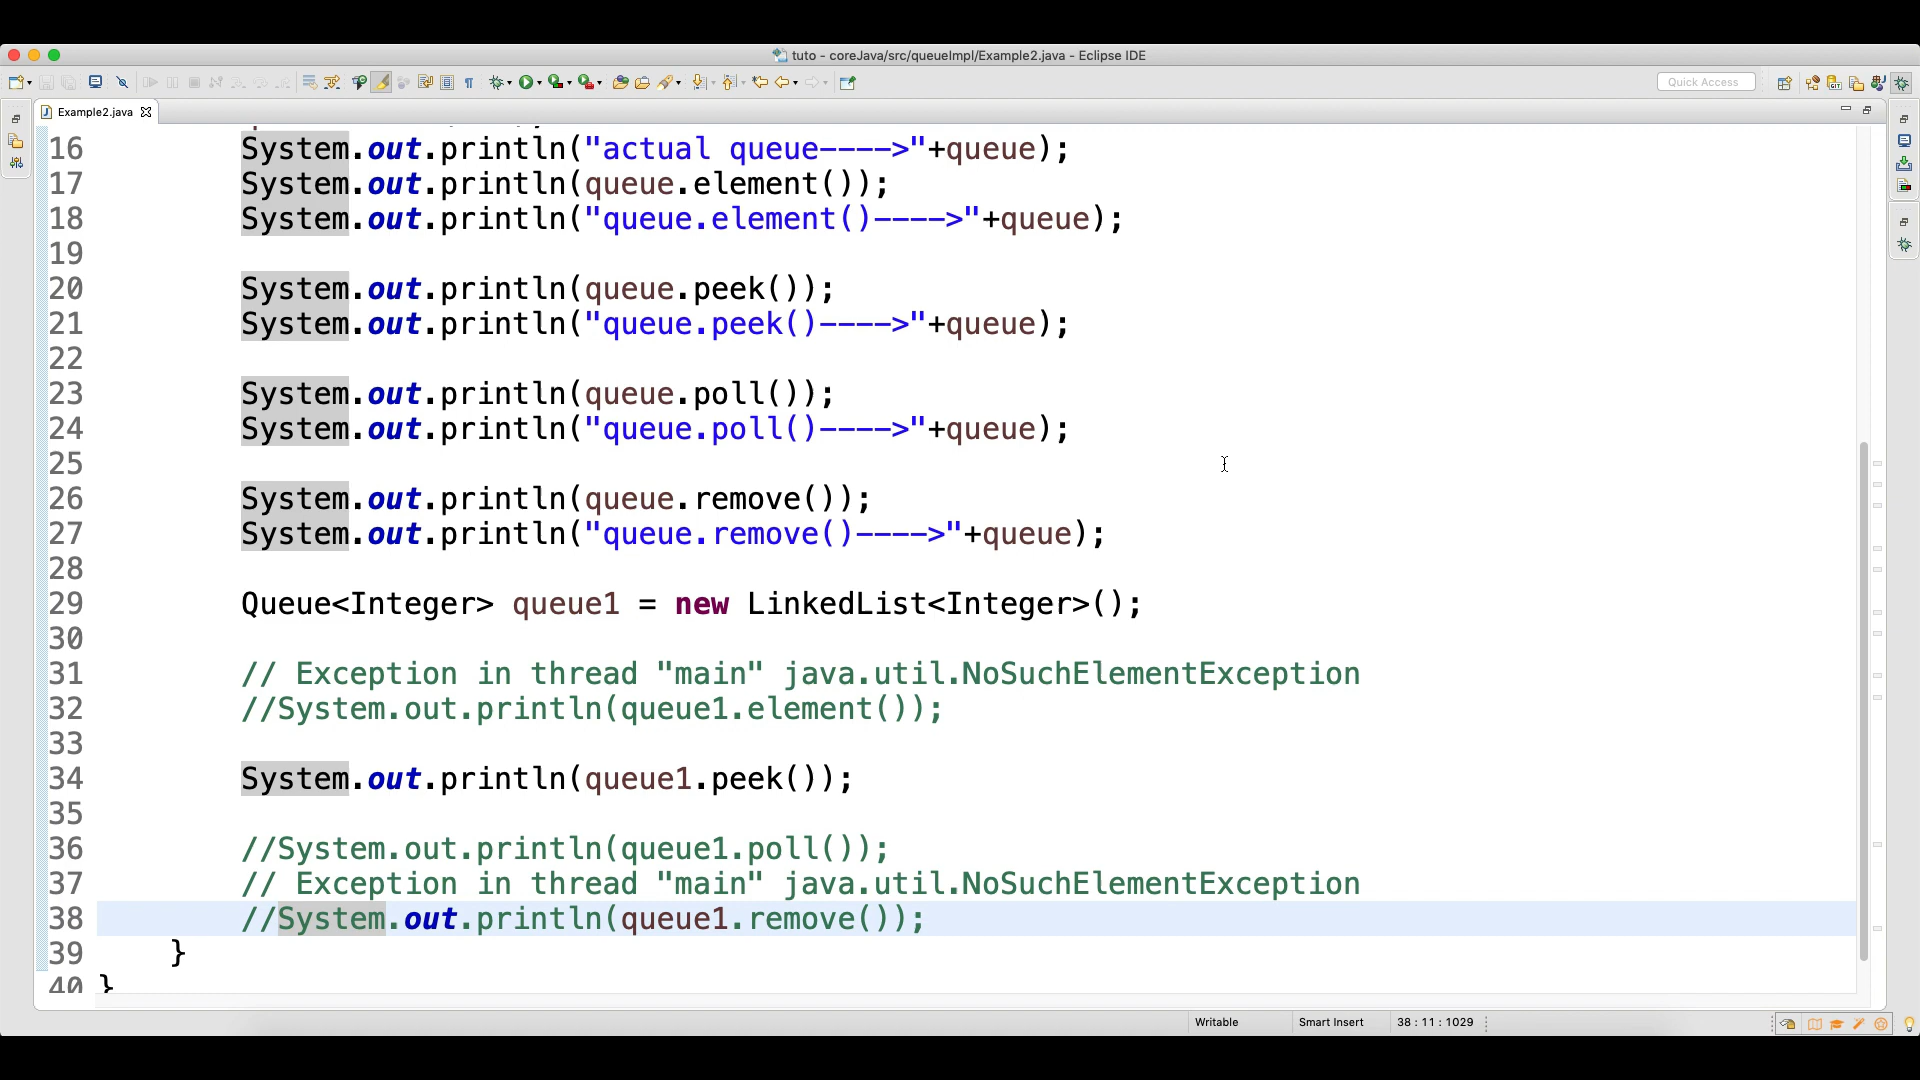 tuto - coreJava/src/queueImpl/Example2.java - Eclipse IDE
Quick Access
Example2.java
16 System.out.println("actual queue---->"+queue);
17 System.out.println(queue.element());
18 System.out.println("queue.element()---->"+queue);
19
20 System.out.println(queue.peek());
21 System.out.println("queue.peek()---->"+queue);
22
23 System.out.println(queue.poll());
24 System.out.println("queue.poll()---->"+queue);
25
26 System.out.println(queue.remove());
27 System.out.println("queue.remove()---->"+queue);
28
29 Queue<Integer> queue1 = new LinkedList<Integer>();
30
31 // Exception in thread "main" java.util.NoSuchElementException
32 //System.out.println(queue1.element());
33
34 System.out.println(queue1.peek());
35
36 //System.out.println(queue1.poll());
37 // Exception in thread "main" java.util.NoSuchElementException
38 //System.out.println(queue1.remove());
39 }
40 }
Writable Smart Insert 38 : 11 : 1029